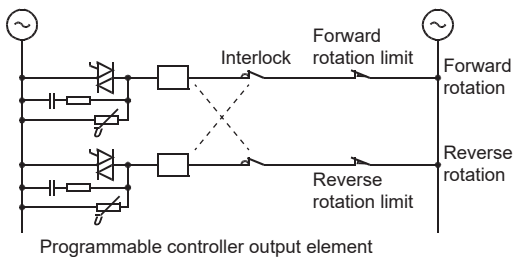 Forward
rotation limit
Interlock
Forward
rotation
U
Reverse
rotation
Reverse
rotation limit
U
Programmable controller output element